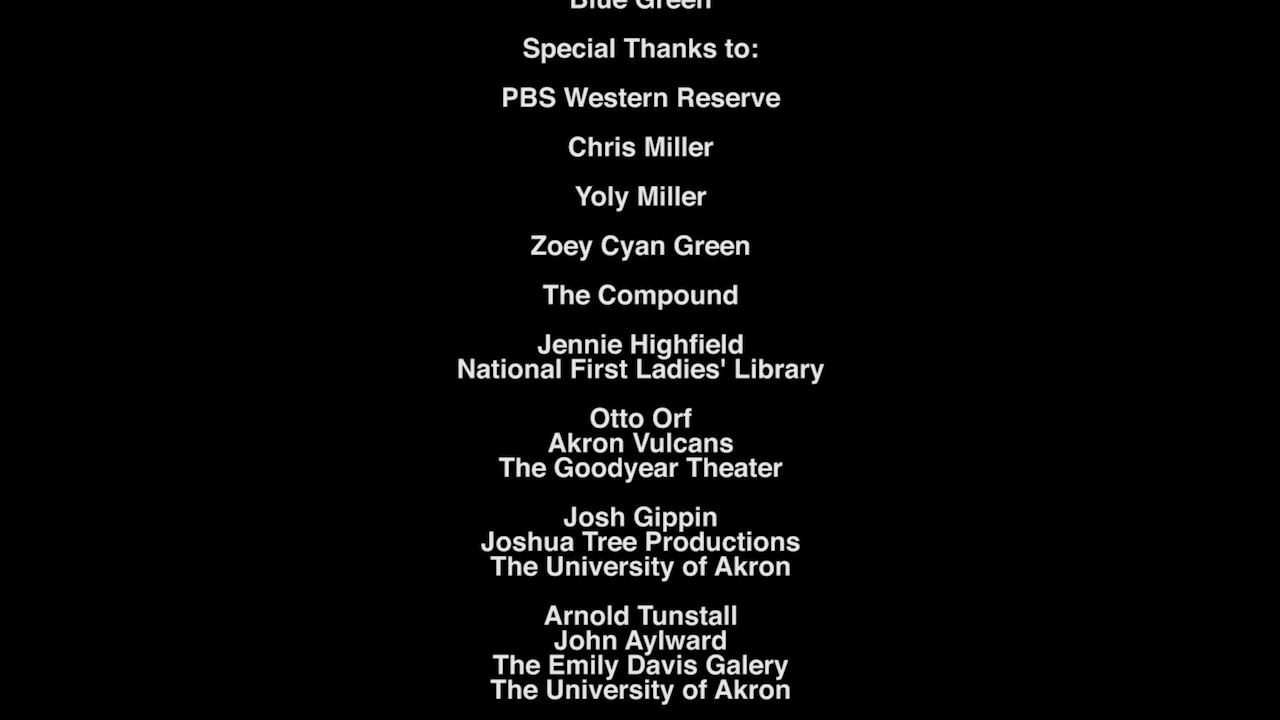 Blue Green
Special Thanks to:
PBS Western Reserve
Chris Miller
Yoly Miller
Zoey Cyan Green
The Compound
Jennie Highfield
National First Ladies' Library
Otto Orf
Akron Vulcans
The Goodyear Theater
Josh Gippin
Joshua Tree Productions
The University of Akron
Arnold Tunstall
John Aylward
The Emily Davis Galery
The University of Akron